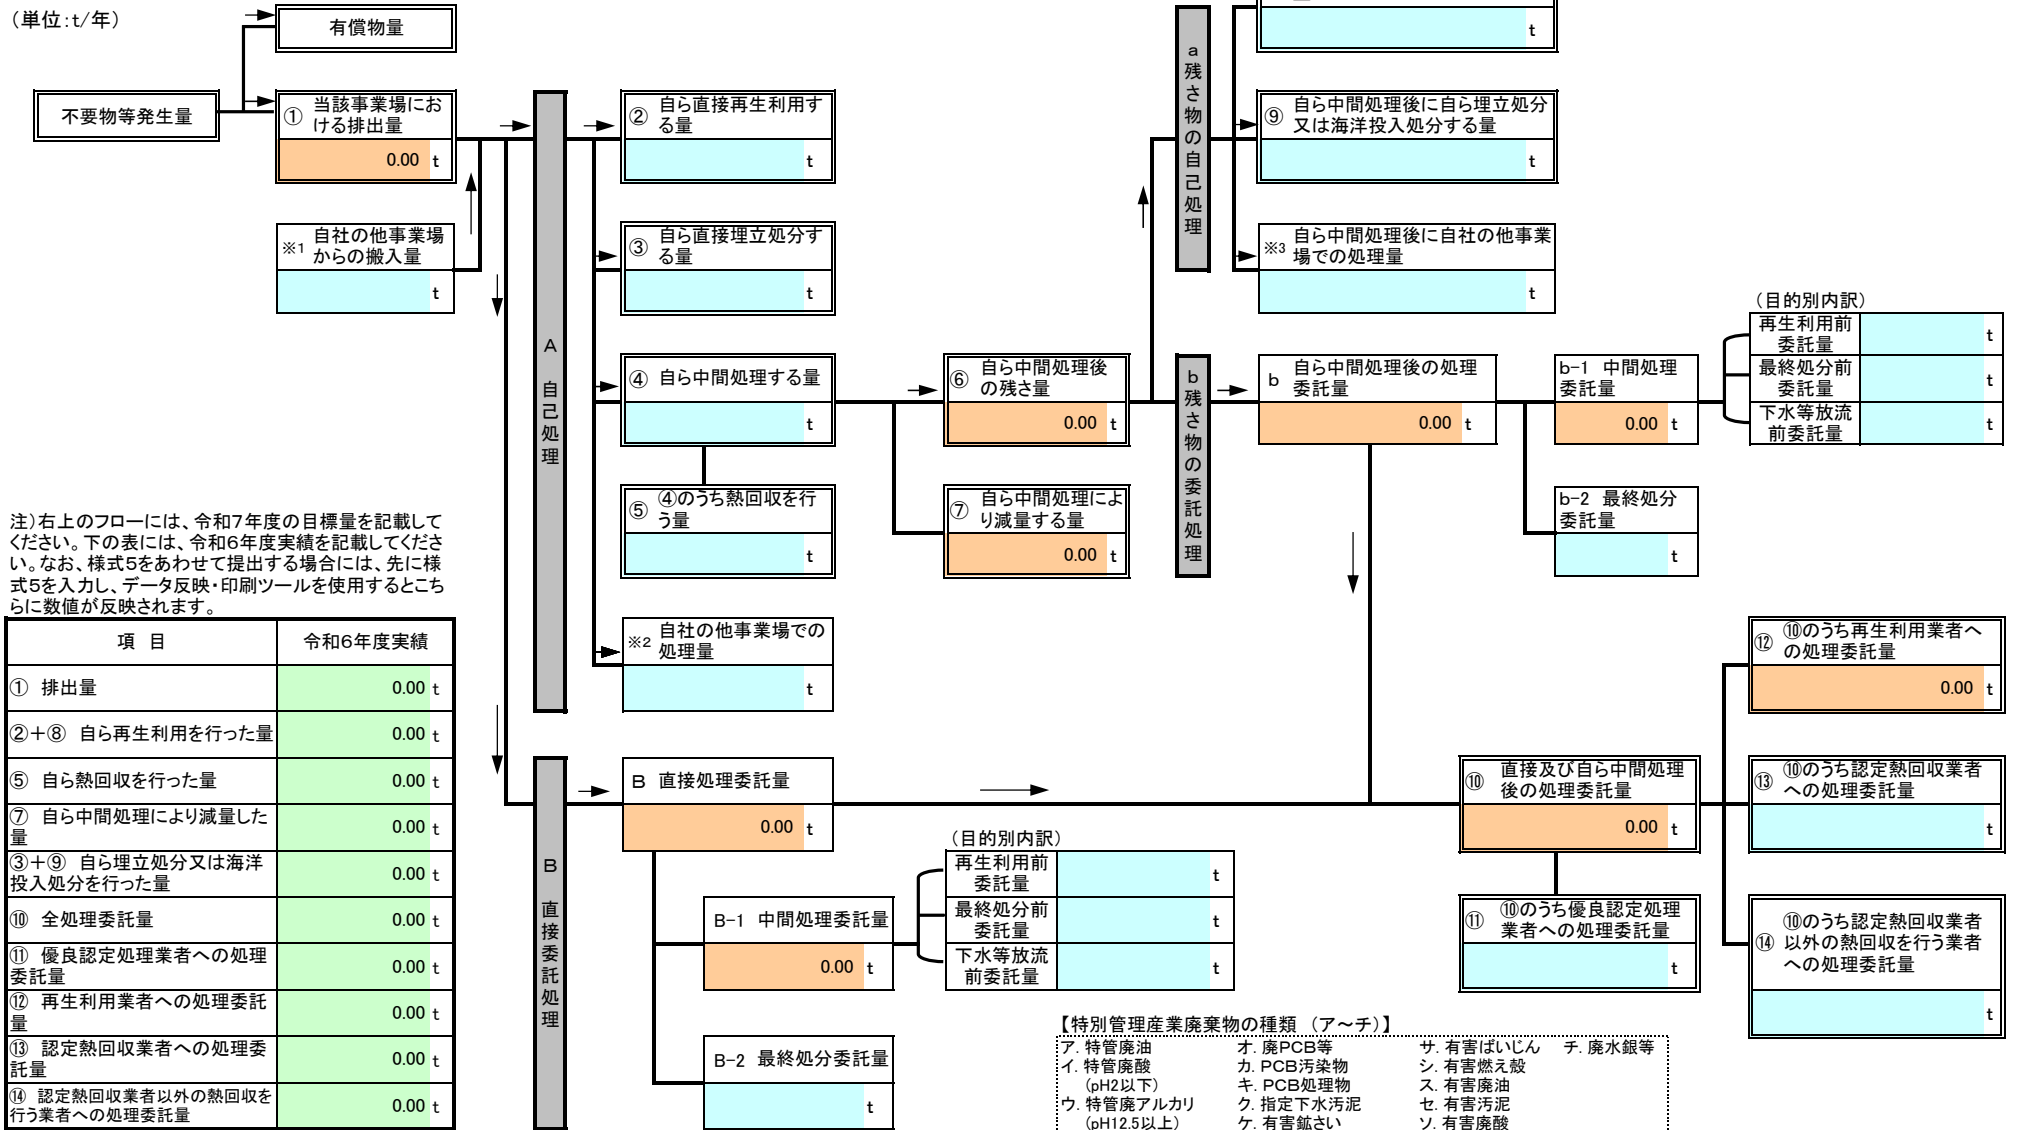 （単位:t/年）
有償物量
不要物等発生量
① 当該事業場にお
ける排出量
0.00 t
※1 自社の他事業場
からの搬入量
t
A 自己処理
② 自ら直接再生利用す
る量
t
③ 自ら直接埋立処分す
る量
t
④ 自ら中間処理する量
t
⑤ ④のうち熱回収を行
う量
t
※2 自社の他事業場での
処理量
t
⑥ 自ら中間処理後
の残さ量
0.00 t
⑦ 自ら中間処理によ
り減量する量
0.00 t
a 残さ物の自己処理
t
⑨ 自ら中間処理後に自ら埋立処分
又は海洋投入処分する量
t
※3 自ら中間処理後に自社の他事業
場での処理量
t
b 残さ物の委託処理
b 自ら中間処理後の処理
委託量
0.00 t
b-1 中間処理
委託量
0.00 t
b-2 最終処分
委託量
t
（目的別内訳）
再生利用前
委託量
t
最終処分前
委託量
t
下水等放流
前委託量
t
注）右上のフローには、令和7年度の目標量を記載して
ください。下の表には、令和6年度実績を記載してくださ
い。なお、様式5をあわせて提出する場合には、先に様
式5を入力し、データ反映・印刷ツールを使用するとこち
らに数値が反映されます。
項 目 令和6年度実績
① 排出量 0.00 t
②＋⑧ 自ら再生利用を行った量 0.00 t
⑤ 自ら熱回収を行った量 0.00 t
⑦ 自ら中間処理により減量した
量 0.00 t
③＋⑨ 自ら埋立処分又は海洋
投入処分を行った量 0.00 t
⑩ 全処理委託量 0.00 t
⑪ 優良認定処理業者への処理
委託量 0.00 t
⑫ 再生利用業者への処理委託
量 0.00 t
⑬ 認定熱回収業者への処理委
託量 0.00 t
⑭ 認定熱回収業者以外の熱回収を
行う業者への処理委託量 0.00 t
B 直接委託処理
B 直接処理委託量
0.00 t
B-1 中間処理委託量
0.00 t
B-2 最終処分委託量
t
（目的別内訳）
再生利用前
委託量
t
最終処分前
委託量
t
下水等放流
前委託量
t
⑩ 直接及び自ら中間処理
後の処理委託量
0.00 t
⑪ ⑩のうち優良認定処理
業者への処理委託量
t
⑫ ⑩のうち再生利用業者へ
の処理委託量
0.00 t
⑬ ⑩のうち認定熱回収業者
への処理委託量
t
⑭ ⑩のうち認定熱回収業者
以外の熱回収を行う業者
への処理委託量
t
【特別管理産業廃棄物の種類 （ア～チ）】
ア. 特管廃油 オ. 廃PCB等 サ. 有害ばいじん チ. 廃水銀等
イ. 特管廃酸 カ. PCB汚染物 シ. 有害燃え殻
（pH2以下） キ. PCB処理物 ス. 有害廃油
ウ. 特管廃アルカリ ク. 指定下水汚泥 セ. 有害汚泥
（pH12.5以上） ケ. 有害鉱さい ソ. 有害廃酸